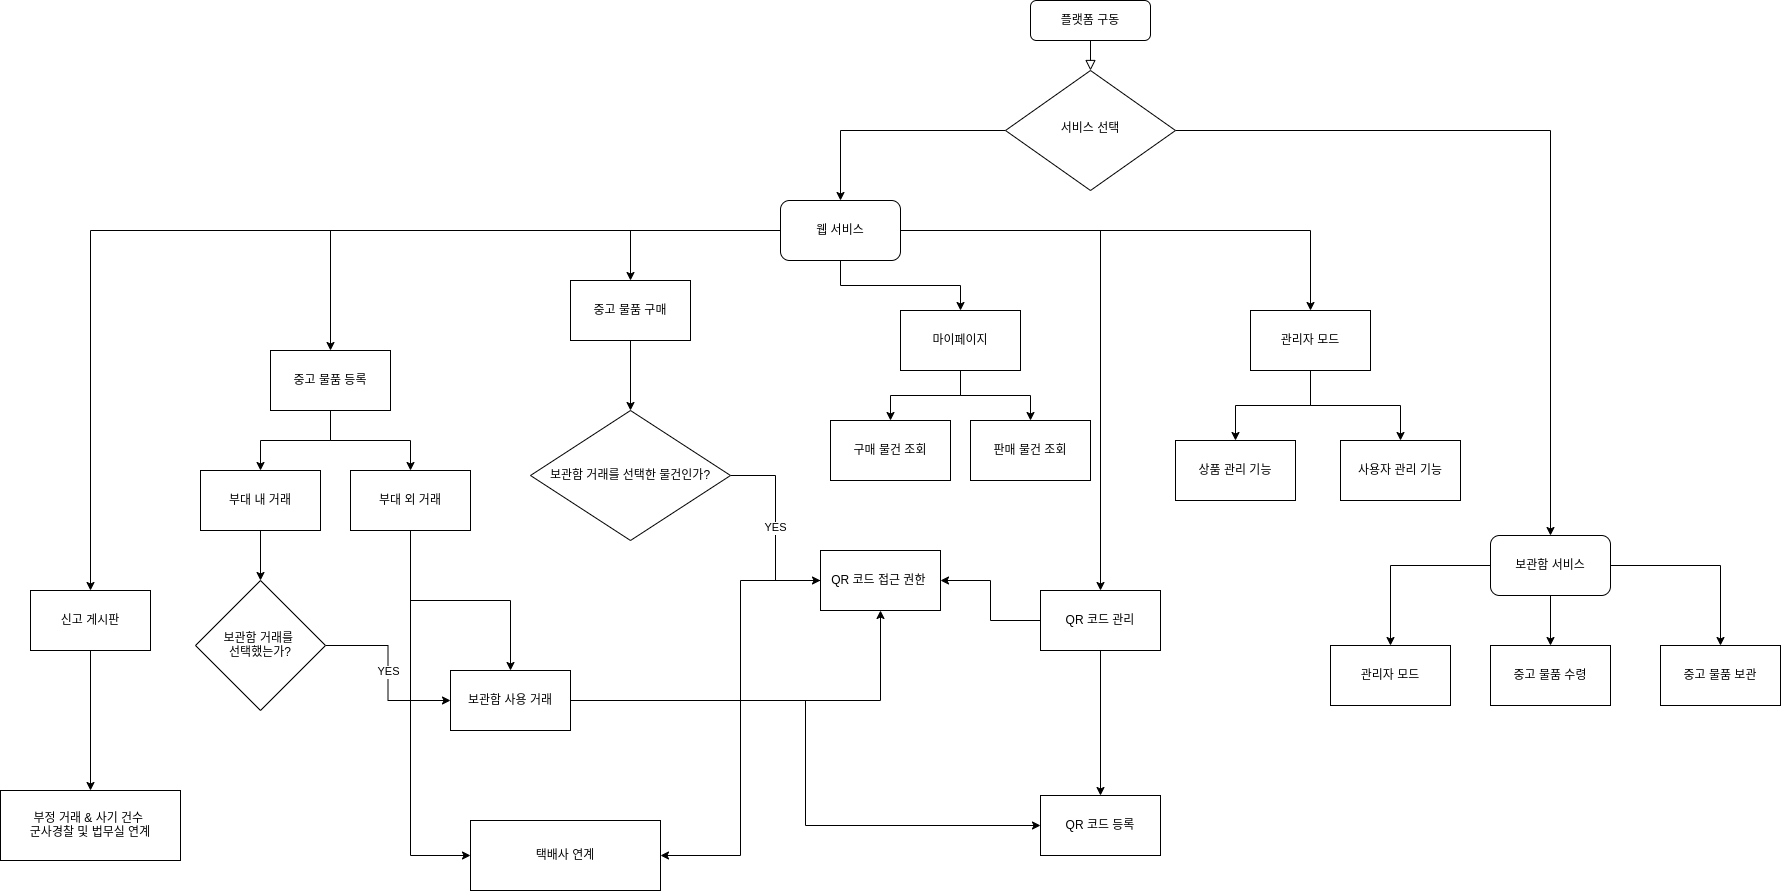 플랫폼 구동
서비스 선택
웹 서비스
중고 물품 구매
마이페이지
관리자 모드
중고 물품 등록
구매 물건 조회
판매 물건 조회
상품 관리 기능
사용자 관리 기능
보관함 거래를 선택한 물건인가?
부대 내 거래
부대 외 거래
YES
보관함 서비스
QR 코드 접근 권한
신고 게시판
QR 코드 관리
보관함 거래를
선택했는가?
YES
관리자 모드
중고 물품 수령
중고 물품 보관
보관함 사용 거래
부정 거래 & 사기 건수
군사경찰 및 법무실 연계
QR 코드 등록
택배사 연계